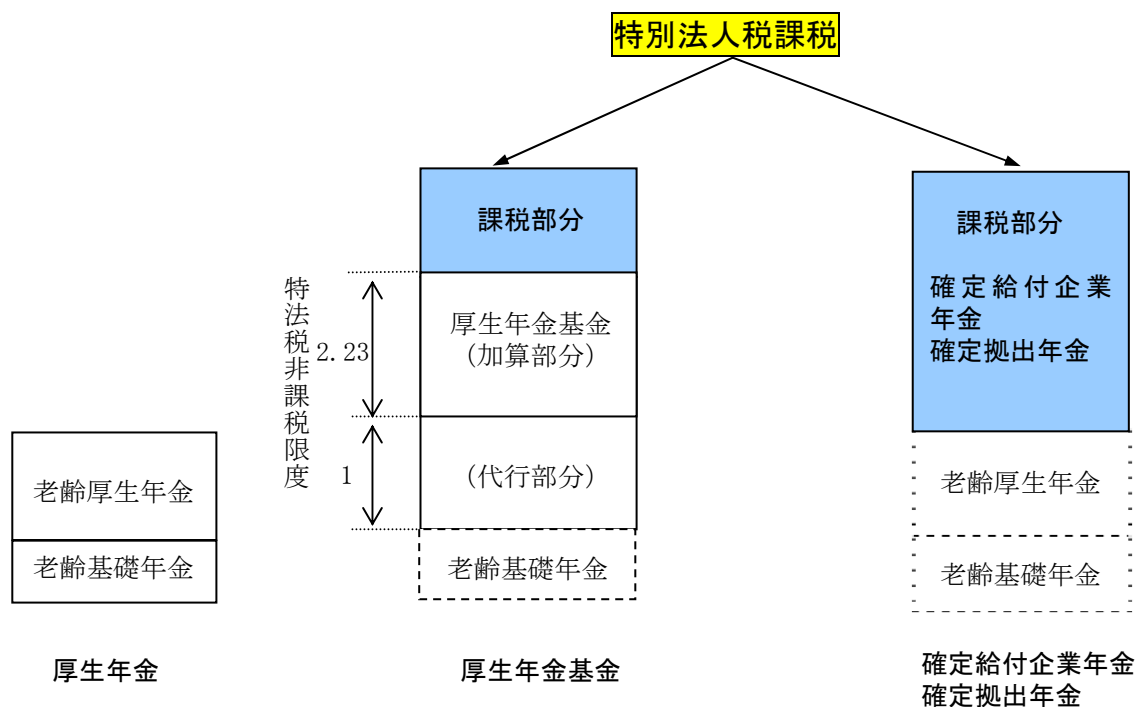 特別法人税課税
老齢厚生年金
老齢基礎年金
厚生年金
特法税非課税限度
2.23
1
課税部分
厚生年金基金
(加算部分)
(代行部分)
老齢基礎年金
厚生年金基金
課税部分
確定給付企業
年金
確定拠出年金
老齢厚生年金
老齢基礎年金
確定給付企業年金
確定拠出年金